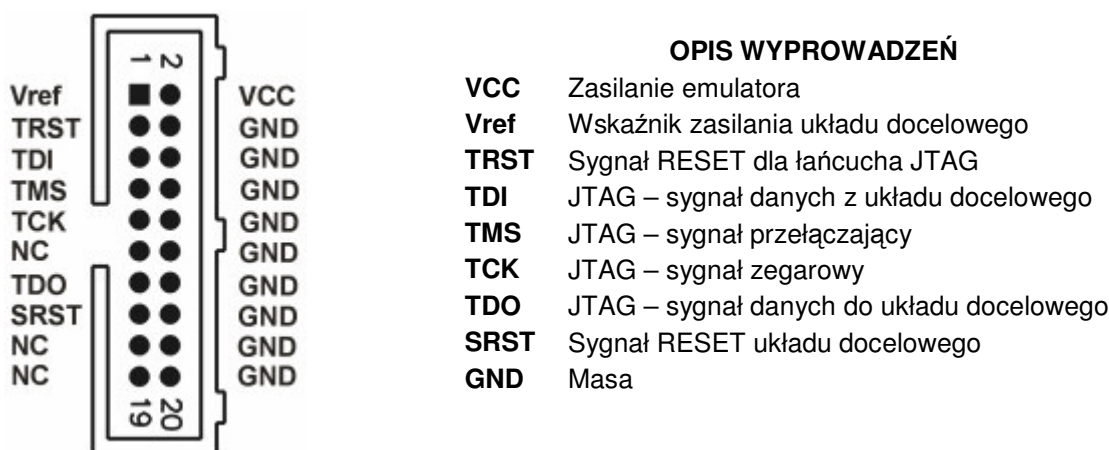 OPIS WYPROWADZEŃ
1 2
Vref VCC
TRST GND
TDI GND
TMS GND
TCK GND
NC GND
TDO GND
SRST GND
NC GND
NC GND
19 20
VCC Zasilanie emulatora
Vref Wskaźnik zasilania układu docelowego
TRST Sygnał RESET dla łańcucha JTAG
TDI JTAG – sygnał danych z układu docelowego
TMS JTAG – sygnał przełączający
TCK JTAG – sygnał zegarowy
TDO JTAG – sygnał danych do układu docelowego
SRST Sygnał RESET układu docelowego
GND Masa